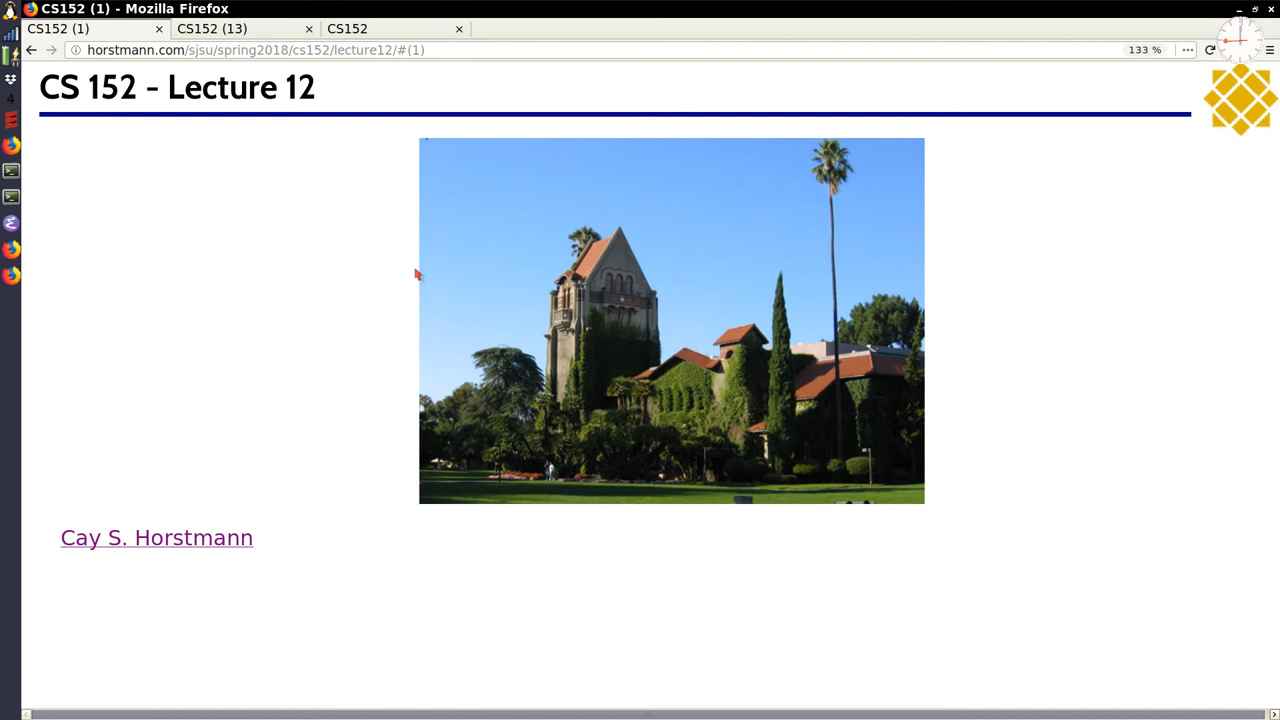 CS152 (1) - Mozilla Firefox
CS152 (1)
CS152 (13)
CS152
horstmann.com/sjsu/spring2018/cs152/lecture12/#(1)
133 %
4
CS 152 - Lecture 12
Cay S. Horstmann